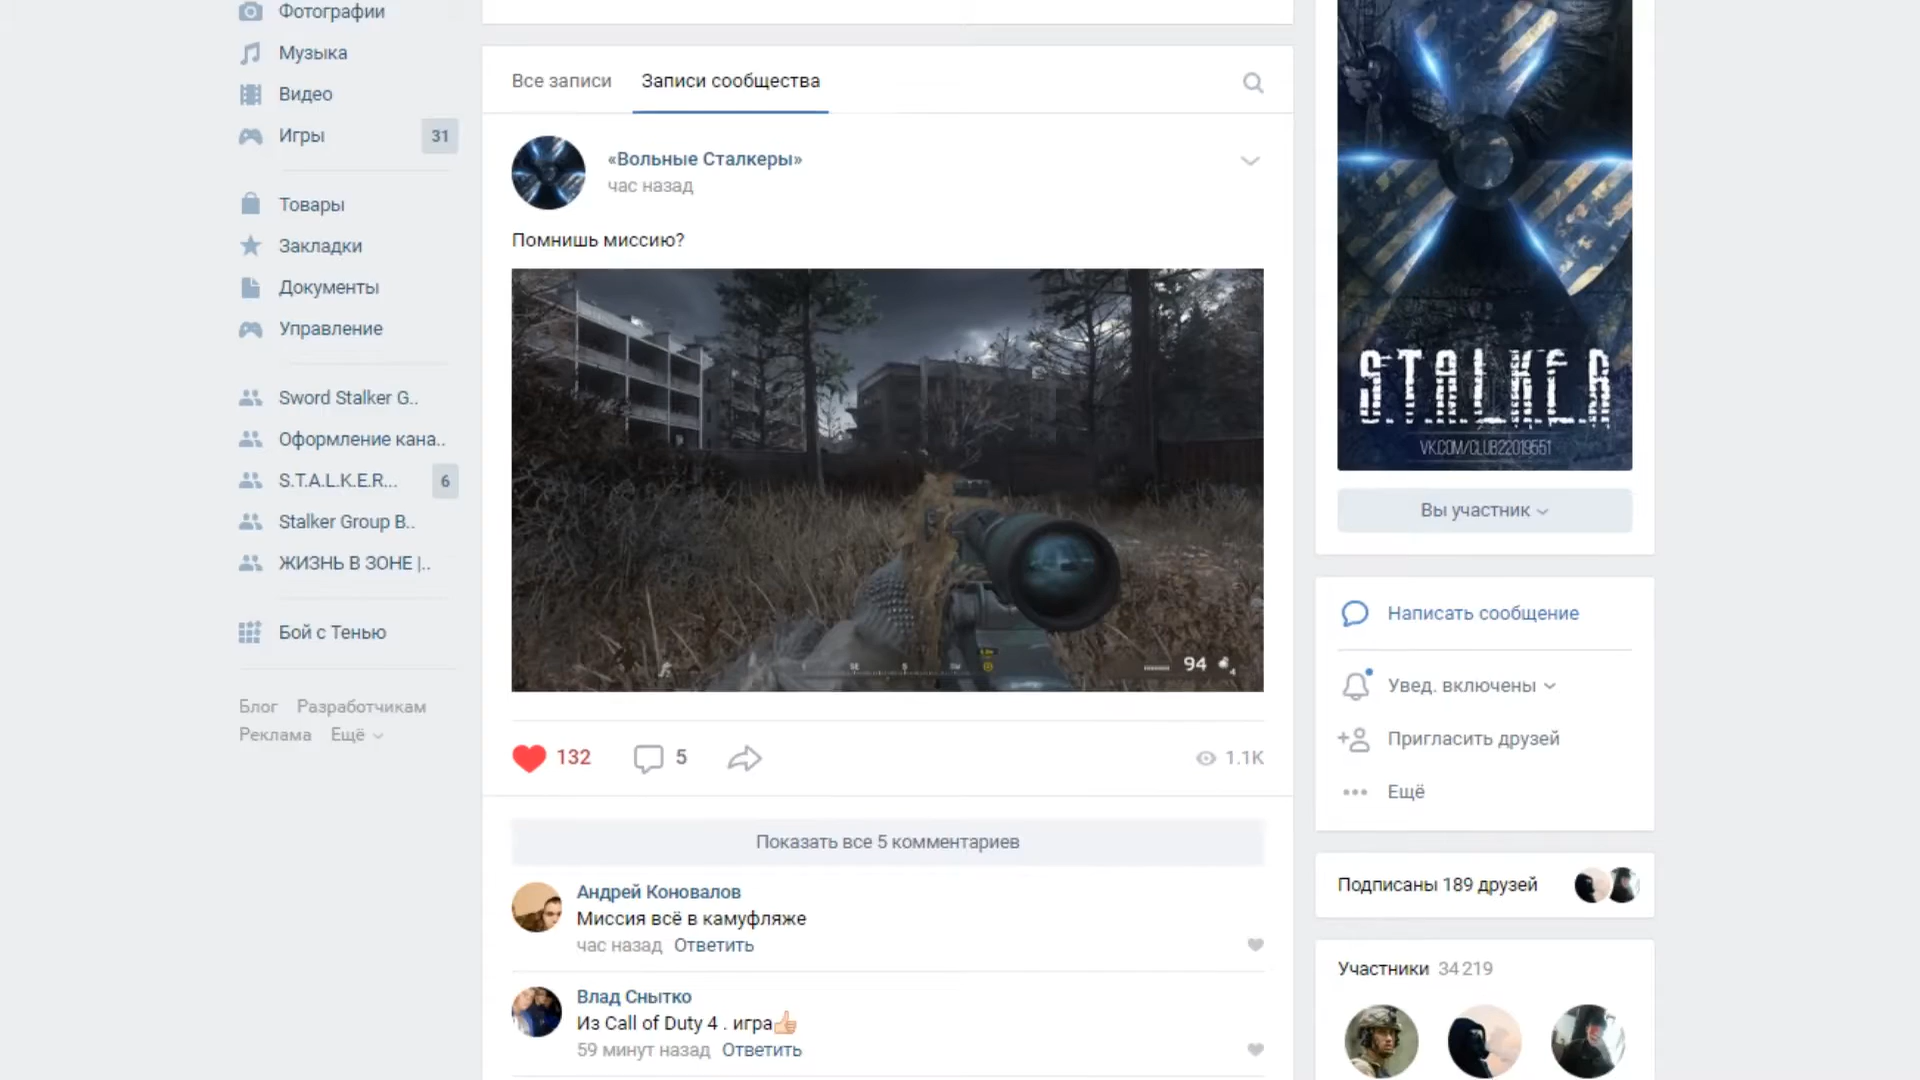 Фотографии
Музыка
Видео
Игры
31
Товары
Закладки
Документы
Управление
Sword Stalker G..
Оформление кана..
S.T.A.L.K.E.R...
6
Stalker Group B..
ЖИЗНЬ В ЗОНЕ |..
Бой с Тенью
Блог Разработчикам
Реклама Ещё
Все записи Записи сообщества
«Вольные Сталкеры»
час назад
Помнишь миссию?
SE S SW
94
4
132 5 1.1K
Показать все 5 комментариев
Андрей Коновалов
Миссия всё в камуфляже
час назад Ответить
Влад Снытко
Из Call of Duty 4 . игра👍
59 минут назад Ответить
S.T.A.L.K.E.R
VK.COM/CLUB22019551
Вы участник
Написать сообщение
Увед. включены
Пригласить друзей
Ещё
Подписаны 189 друзей
Участники 34 219